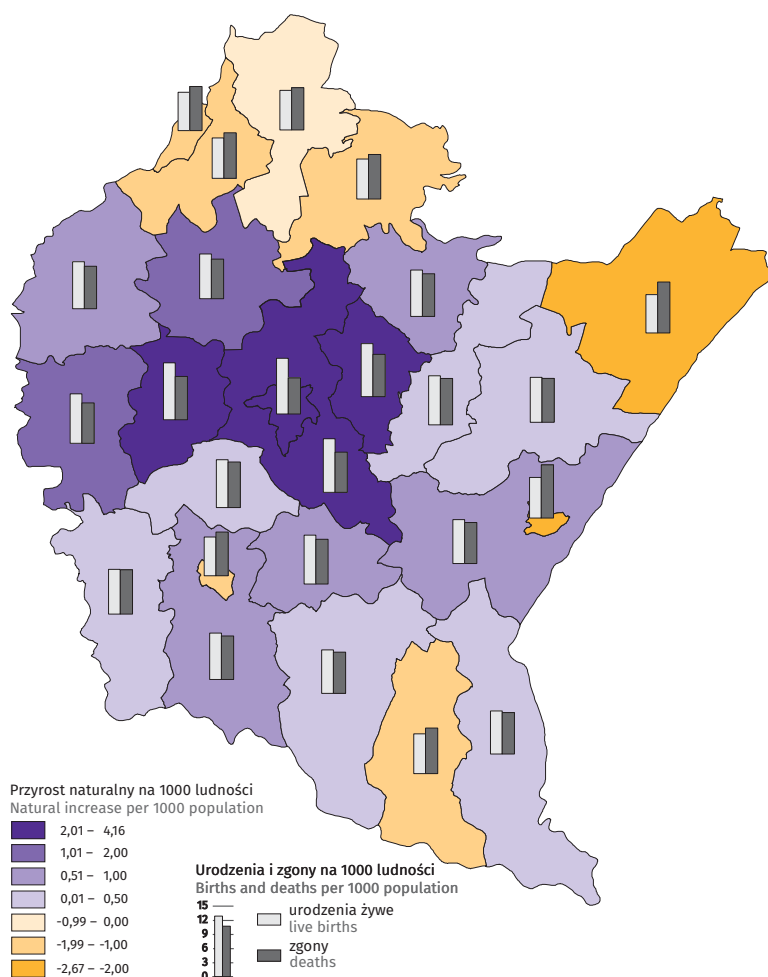 Przyrost naturalny na 1000 ludności
Natural increase per 1000 population
2,01 – 4,16
1,01 – 2,00
0,51 – 1,00
0,01 – 0,50
-0,99 – 0,00
-1,99 – -1,00
-2,67 – -2,00
Urodzenia i zgony na 1000 ludności
Births and deaths per 1000 population
15
12
9
6
3
0
urodzenia żywe
live births
zgony
deaths